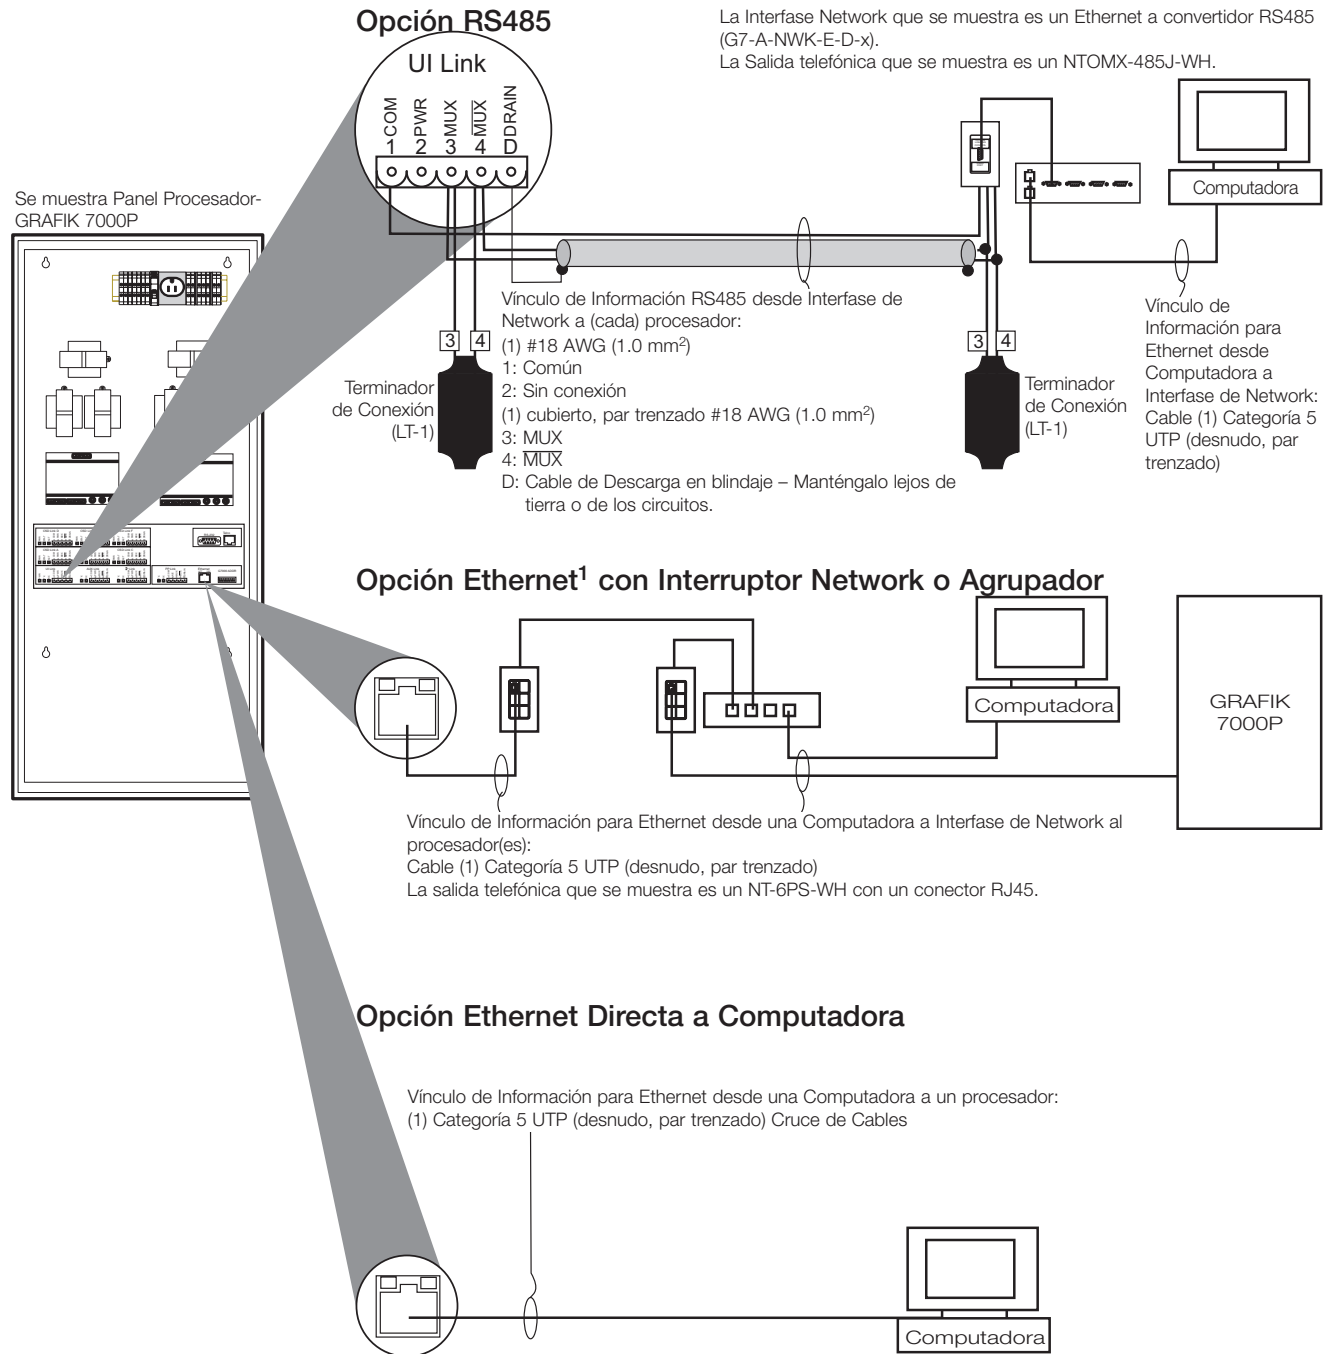 Opción RS485
La Interfase Network que se muestra es un Ethernet a convertidor RS485
(G7-A-NWK-E-D-x).
La Salida telefónica que se muestra es un NTOMX-485J-WH.
UI Link
COM
PWR
MUX
MUX
DRAIN
1 2 3 4 D
Computadora
Se muestra Panel Procesador-
GRAFIK 7000P
Vínculo de Información RS485 desde Interfase de
Network a (cada) procesador:
(1) #18 AWG (1.0 mm²)
1: Común
2: Sin conexión
(1) cubierto, par trenzado #18 AWG (1.0 mm²)
3: MUX
4: MUX
D: Cable de Descarga en blindaje – Manténgalo lejos de
tierra o de los circuitos.
3 4
Terminador
de Conexión
(LT-1)
3 4
Terminador
de Conexión
(LT-1)
Vínculo de
Información para
Ethernet desde
Computadora a
Interfase de Network:
Cable (1) Categoría 5
UTP (desnudo, par
trenzado)
Opción Ethernet¹ con Interruptor Network o Agrupador
Computadora
GRAFIK
7000P
Vínculo de Información para Ethernet desde una Computadora a Interfase de Network al
procesador(es):
Cable (1) Categoría 5 UTP (desnudo, par trenzado)
La salida telefónica que se muestra es un NT-6PS-WH con un conector RJ45.
Opción Ethernet Directa a Computadora
Vínculo de Información para Ethernet desde una Computadora a un procesador:
(1) Categoría 5 UTP (desnudo, par trenzado) Cruce de Cables
Computadora